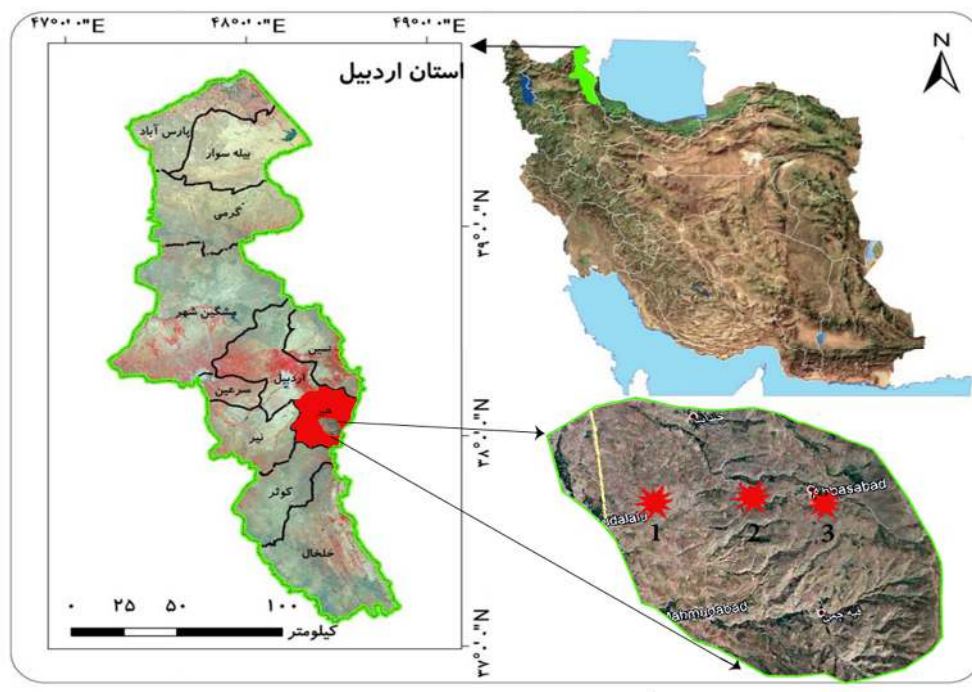 ۴۷°۰'۰"E
۴۸°۰'۰"E
۴۹°۰'۰"E
N
استان اردبیل
پارس آباد
بیله سوار
گرمی
۳۹°۰'۰"N
مشگین شهر
نمین
اردبیل
سرعین
نیر
۳۸°۰'۰"N
کوثر
خلخال
Abbasabad
1
2
3
Mahmudabad
۰
۲۵
۵۰
۱۰۰
کیلومتر
۳۷°۰'۰"N